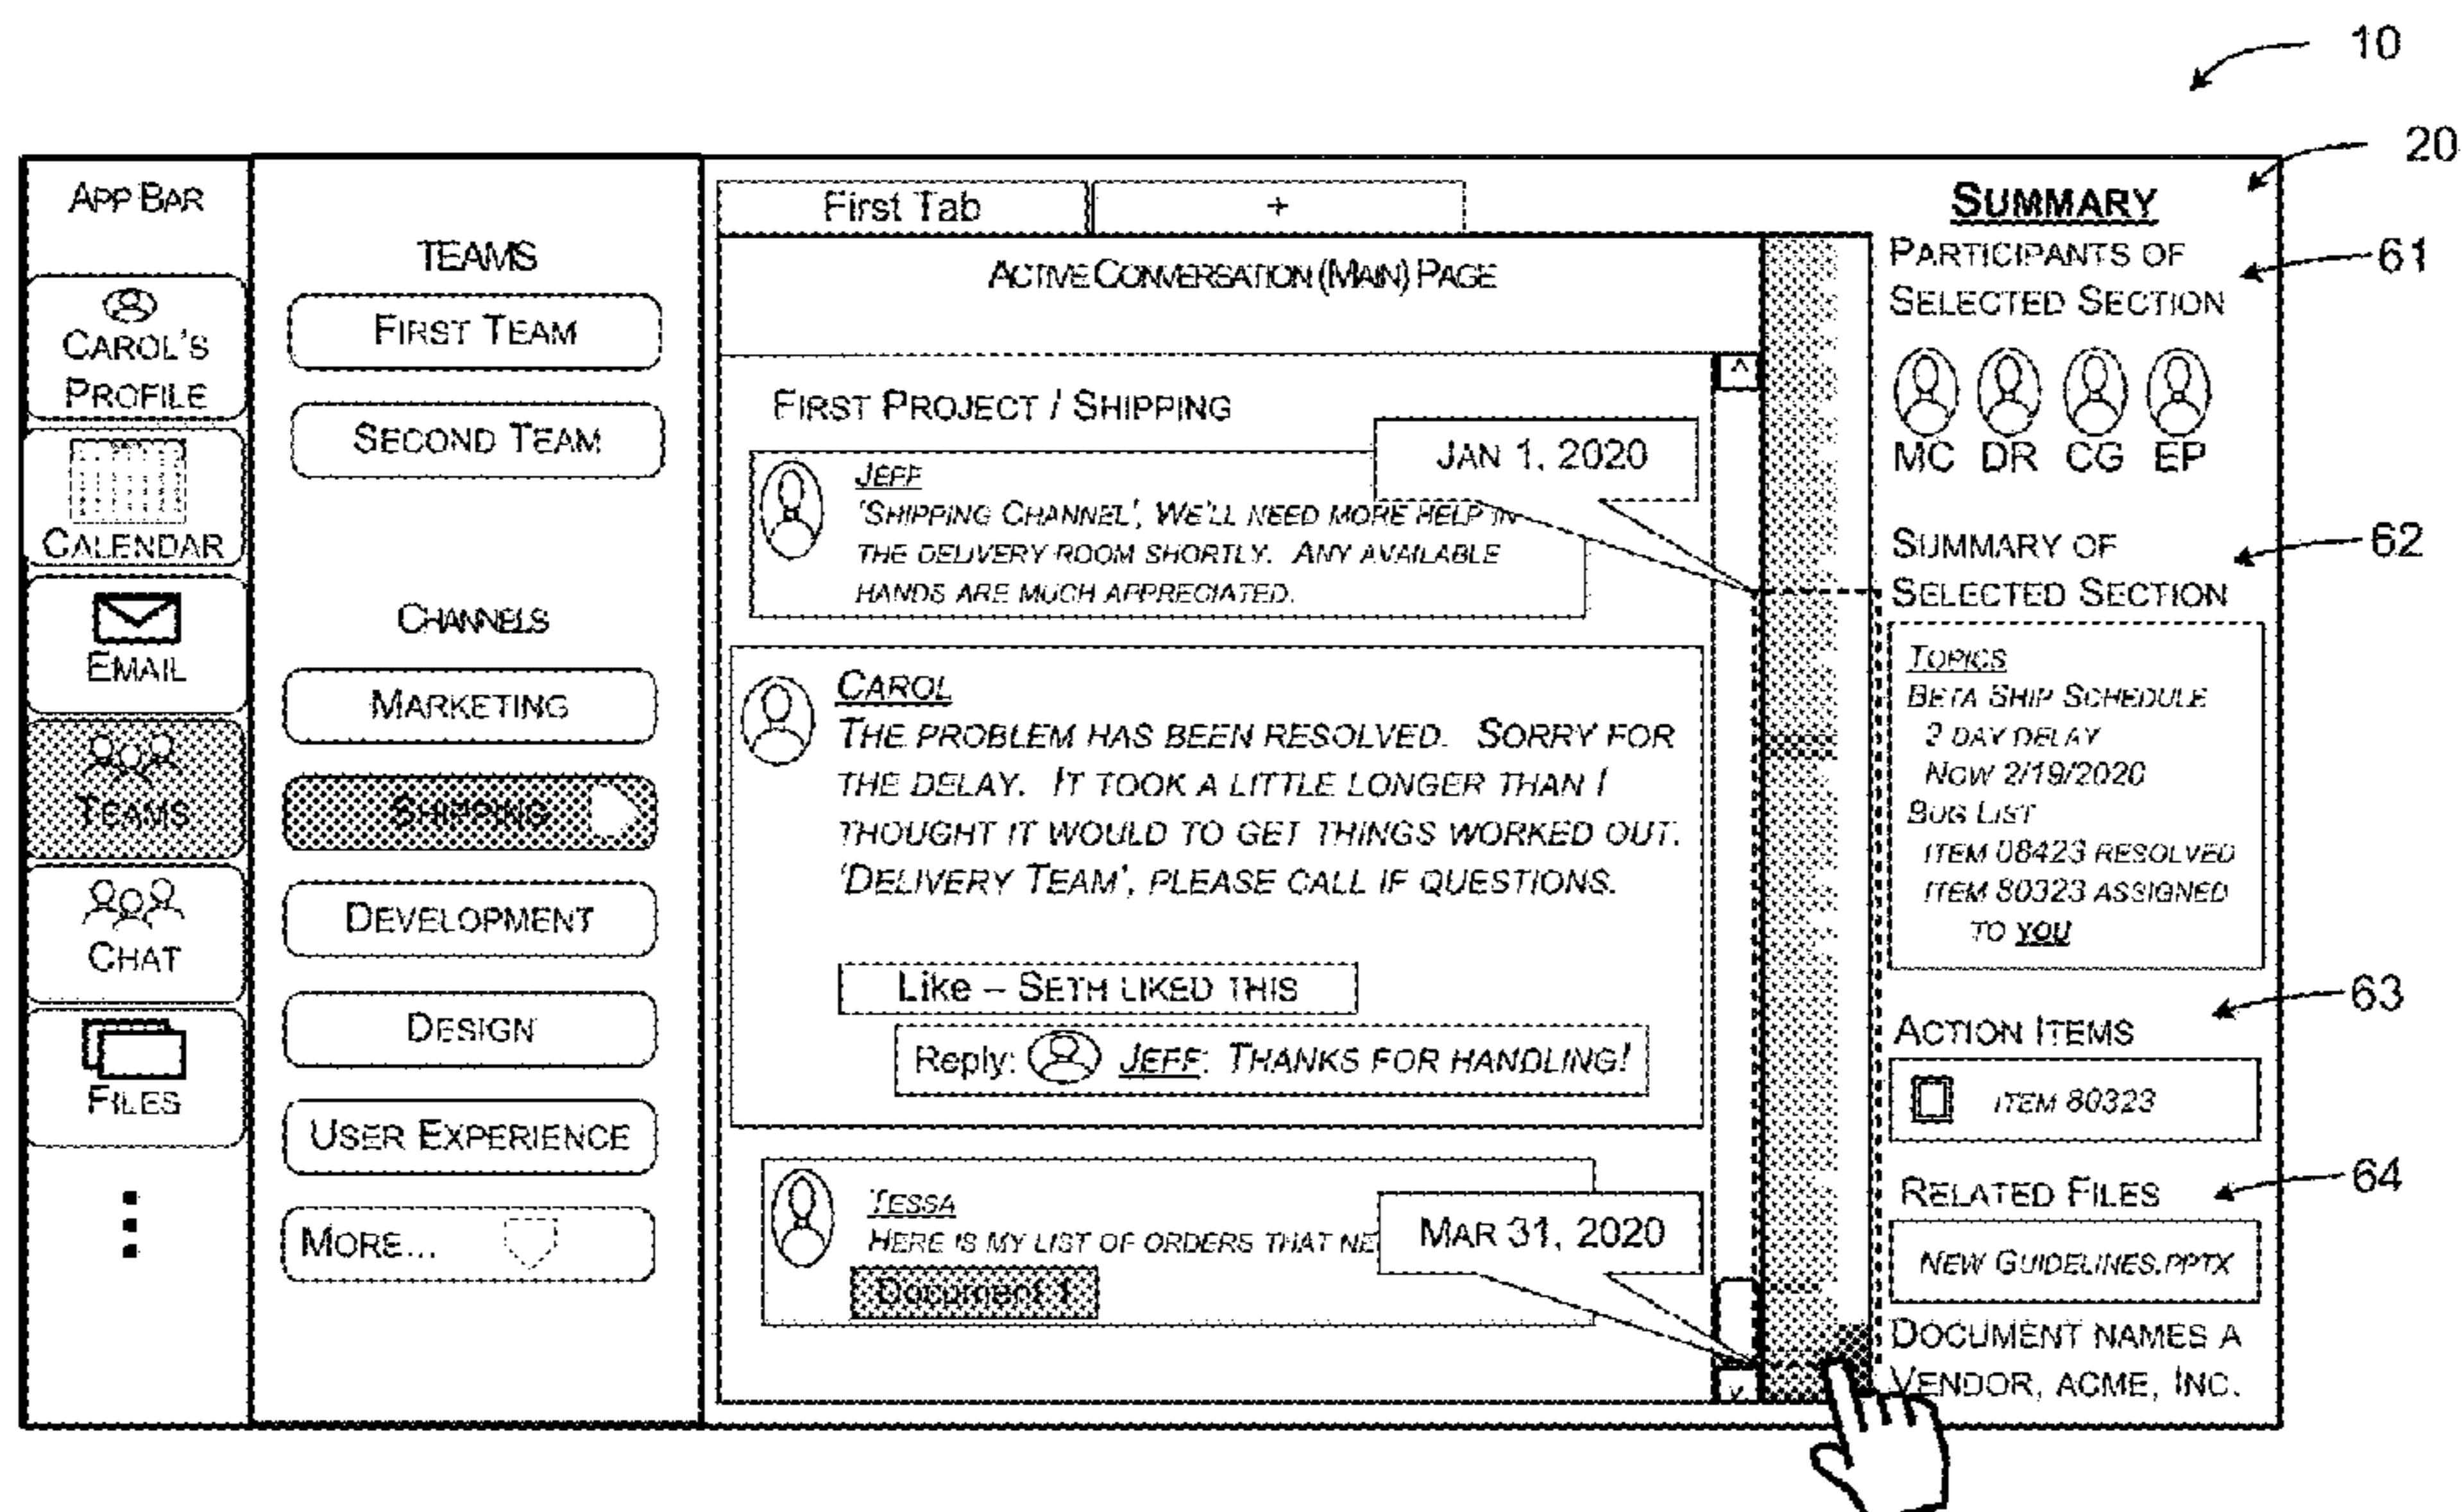 10
20
APP BAR
CAROL'S
PROFILE
CALENDAR
EMAIL
TEAMS
CHAT
FILES
TEAMS
FIRST TEAM
SECOND TEAM
CHANNELS
MARKETING
SHIPPING
DEVELOPMENT
DESIGN
USER EXPERIENCE
MORE...
First Tab
+
ACTIVE CONVERSATION (MAIN) PAGE
FIRST PROJECT / SHIPPING
JAN 1, 2020
JEFF
'SHIPPING CHANNEL', WE'LL NEED MORE HELP IN
THE DELIVERY ROOM SHORTLY. ANY AVAILABLE
HANDS ARE MUCH APPRECIATED.
CAROL
THE PROBLEM HAS BEEN RESOLVED. SORRY FOR
THE DELAY. IT TOOK A LITTLE LONGER THAN I
THOUGHT IT WOULD TO GET THINGS WORKED OUT.
'DELIVERY TEAM', PLEASE CALL IF QUESTIONS.
Like – SETH LIKED THIS
Reply: JEFF: THANKS FOR HANDLING!
TESSA
HERE IS MY LIST OF ORDERS THAT NE
Document 1
MAR 31, 2020
SUMMARY
PARTICIPANTS OF
SELECTED SECTION
61
MC DR CG EP
SUMMARY OF
SELECTED SECTION
62
TOPICS
BETA SHIP SCHEDULE
2 DAY DELAY
NOW 2/19/2020
BUG LIST
ITEM 08423 RESOLVED
ITEM 80323 ASSIGNED
TO YOU
63
ACTION ITEMS
ITEM 80323
RELATED FILES
64
NEW GUIDELINES.PPTX
DOCUMENT NAMES A
VENDOR, ACME, INC.